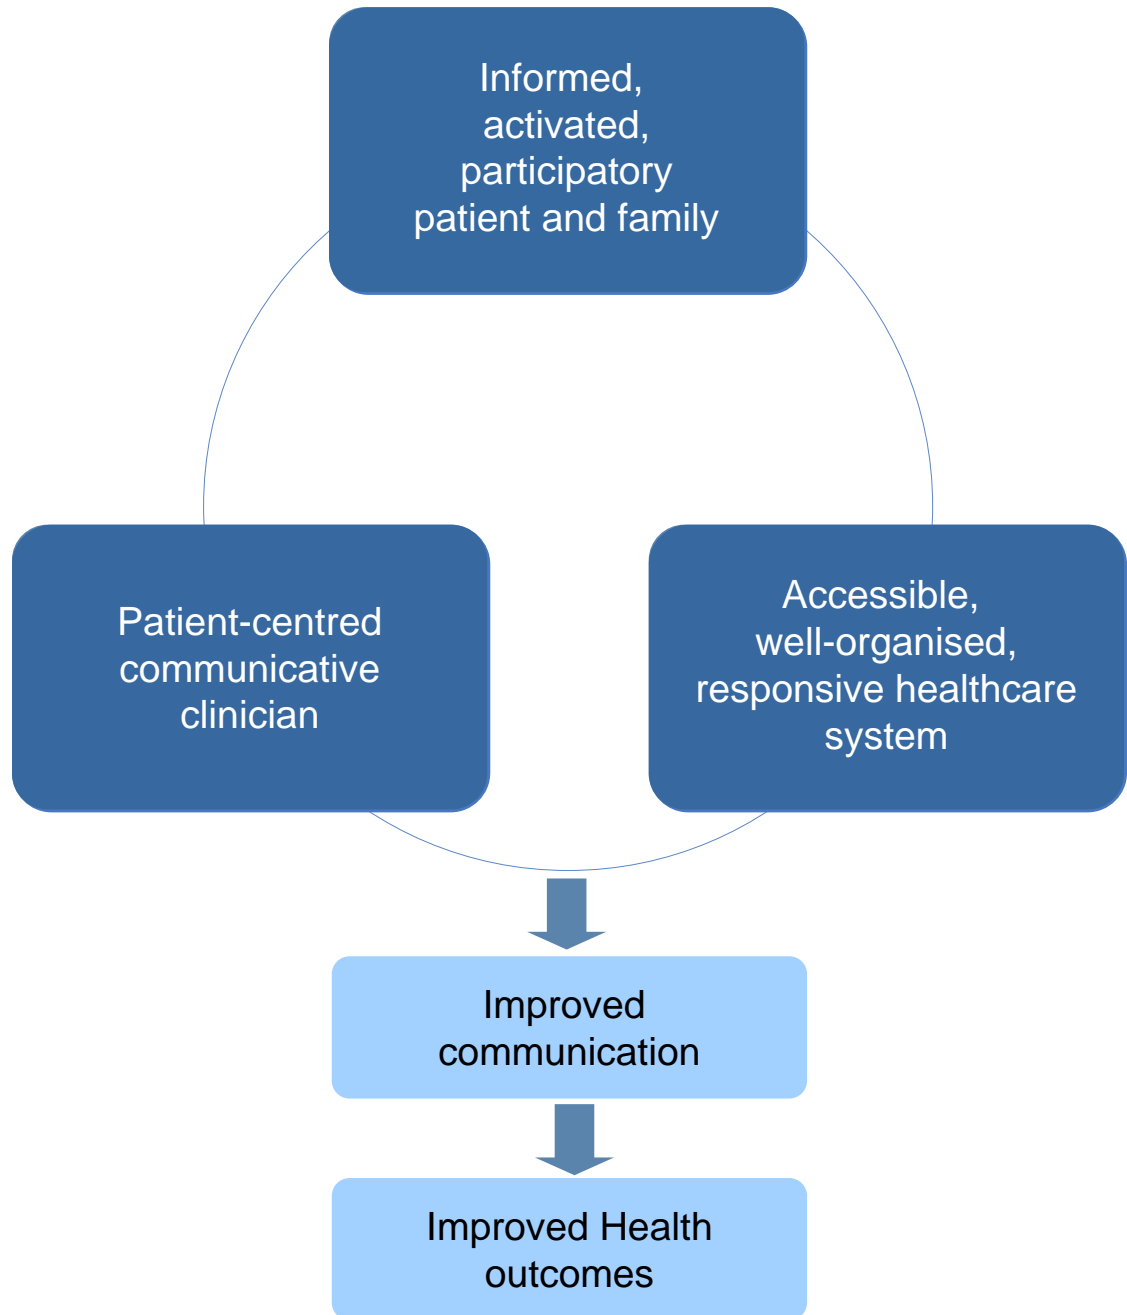 Informed,
activated,
participatory
patient and family
Patient-centred
communicative
clinician
Accessible,
well-organised,
responsive healthcare
system
Improved
communication
Improved Health
outcomes